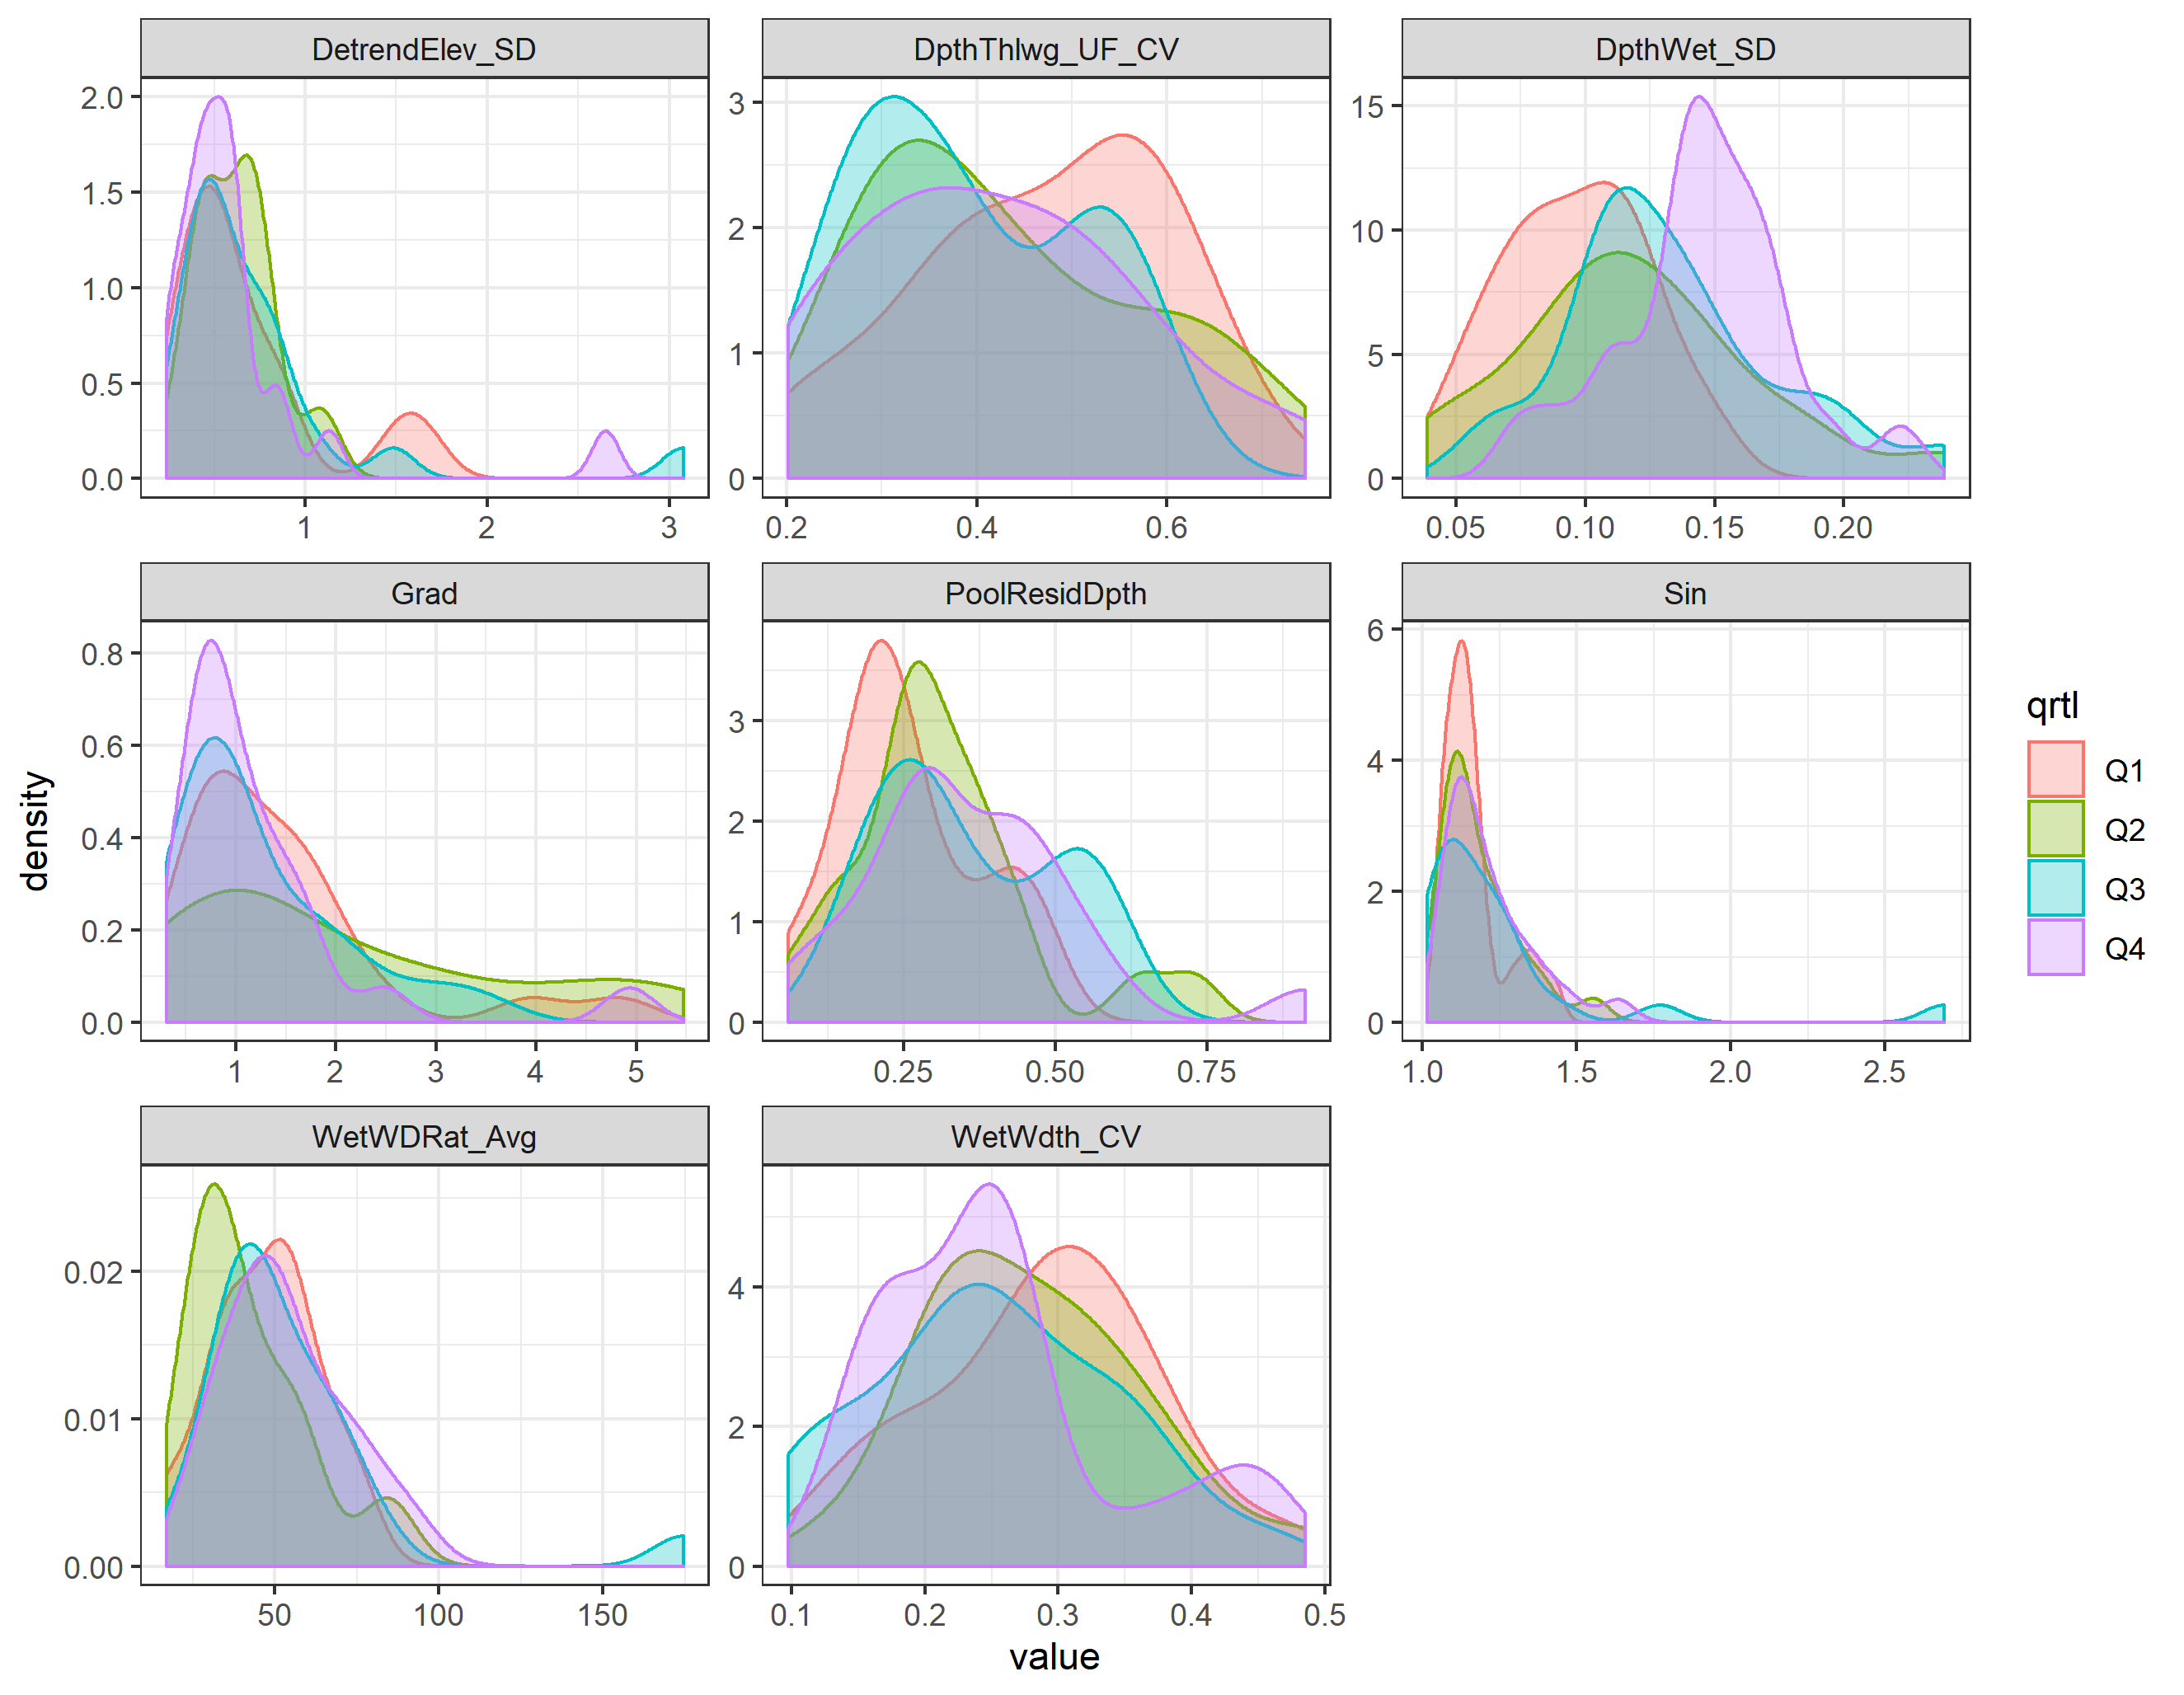 DetrendElev_SD
DpthThlwg_UF_CV
DpthWet_SD
2.0
1.5
1.0
0.5
0.0
1 2 3
3
2
1
0
0.2 0.4 0.6
15
10
5
0
0.05 0.10 0.15 0.20
Grad
PoolResidDpth
Sin
0.8
0.6
0.4
0.2
0.0
1 2 3 4 5
3
2
1
0
0.25 0.50 0.75
6
4
2
0
1.0 1.5 2.0 2.5
WetWDRat_Avg
WetWdth_CV
0.02
0.01
0.00
50 100 150
4
2
0
0.1 0.2 0.3 0.4 0.5
density
value
qrtl
Q1
Q2
Q3
Q4